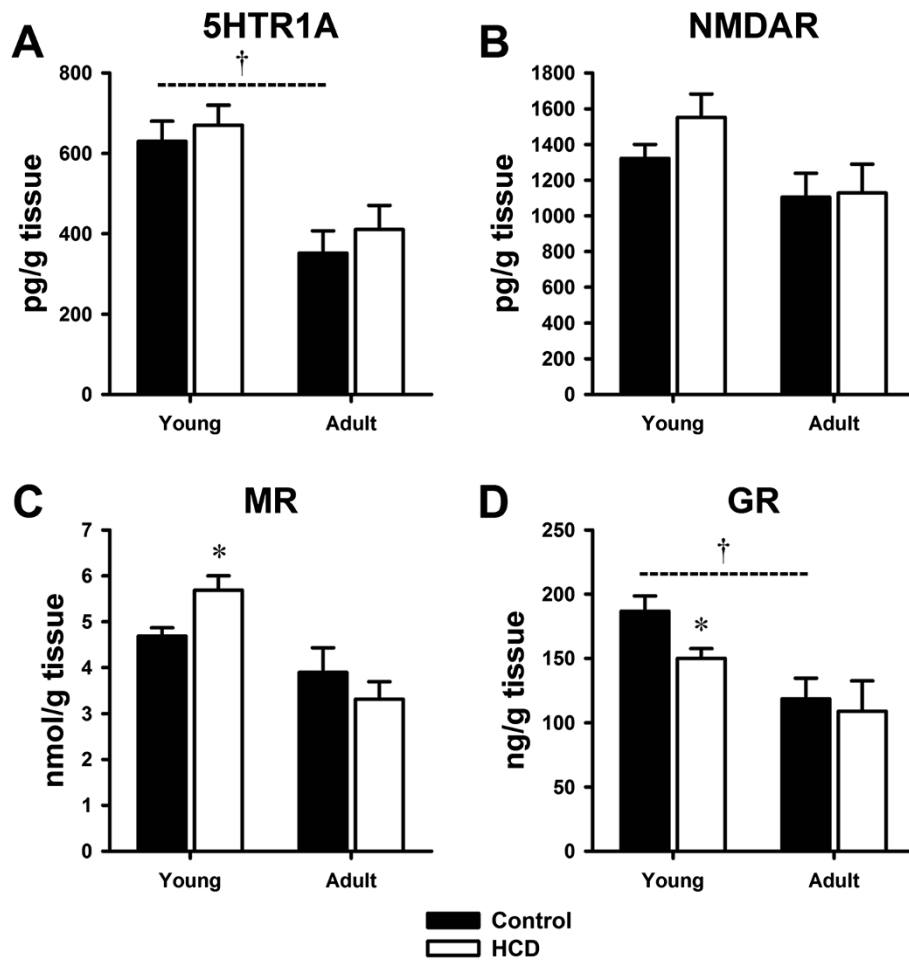 A
5HTR1A
†
800
600
400
200
0
pg/g tissue
Young
Adult
B
NMDAR
1800
1600
1400
1200
1000
800
600
400
200
0
pg/g tissue
Young
Adult
C
MR
7
6
5
4
3
2
1
0
*
nmol/g tissue
Young
Adult
D
GR
†
250
200
150
100
50
0
*
ng/g tissue
Young
Adult
Control
HCD